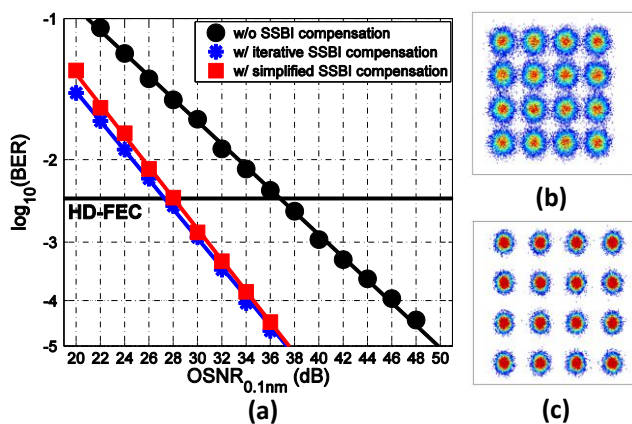 -1
-2
-3
-4
-5
log10(BER)
w/o SSBI compensation
w/ iterative SSBI compensation
w/ simplified SSBI compensation
HD-FEC
20 22 24 26 28 30 32 34 36 38 40 42 44 46 48 50
OSNR0.1nm (dB)
(a)
(b)
(c)